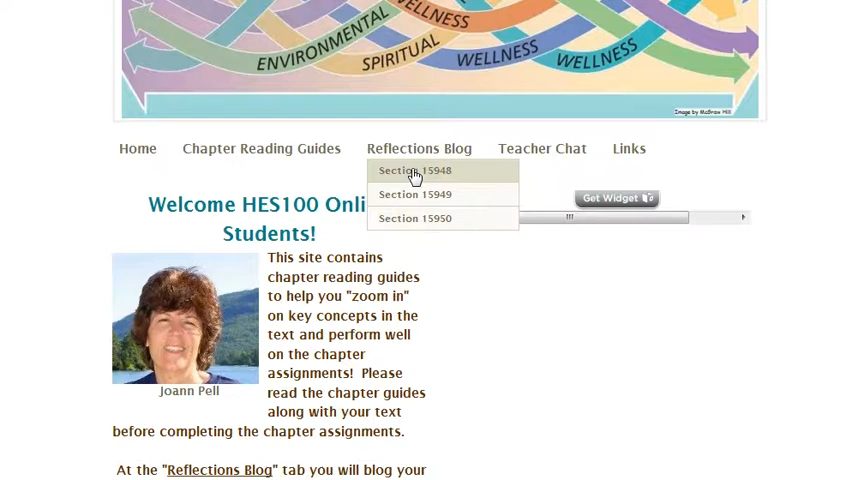 WELLNESS
ENVIRONMENTAL
SPIRITUAL
WELLNESS
WELLNESS
Image by McGraw Hill
Home
Chapter Reading Guides
Reflections Blog
Teacher Chat
Links
Section 15948
Section 15949
Section 15950
Get Widget
Welcome HES100 Onli
Students!
This site contains
chapter reading guides
to help you "zoom in"
on key concepts in the
text and perform well
on the chapter
assignments! Please
read the chapter guides
along with your text
before completing the chapter assignments.
Joann Pell
At the "Reflections Blog" tab you will blog your